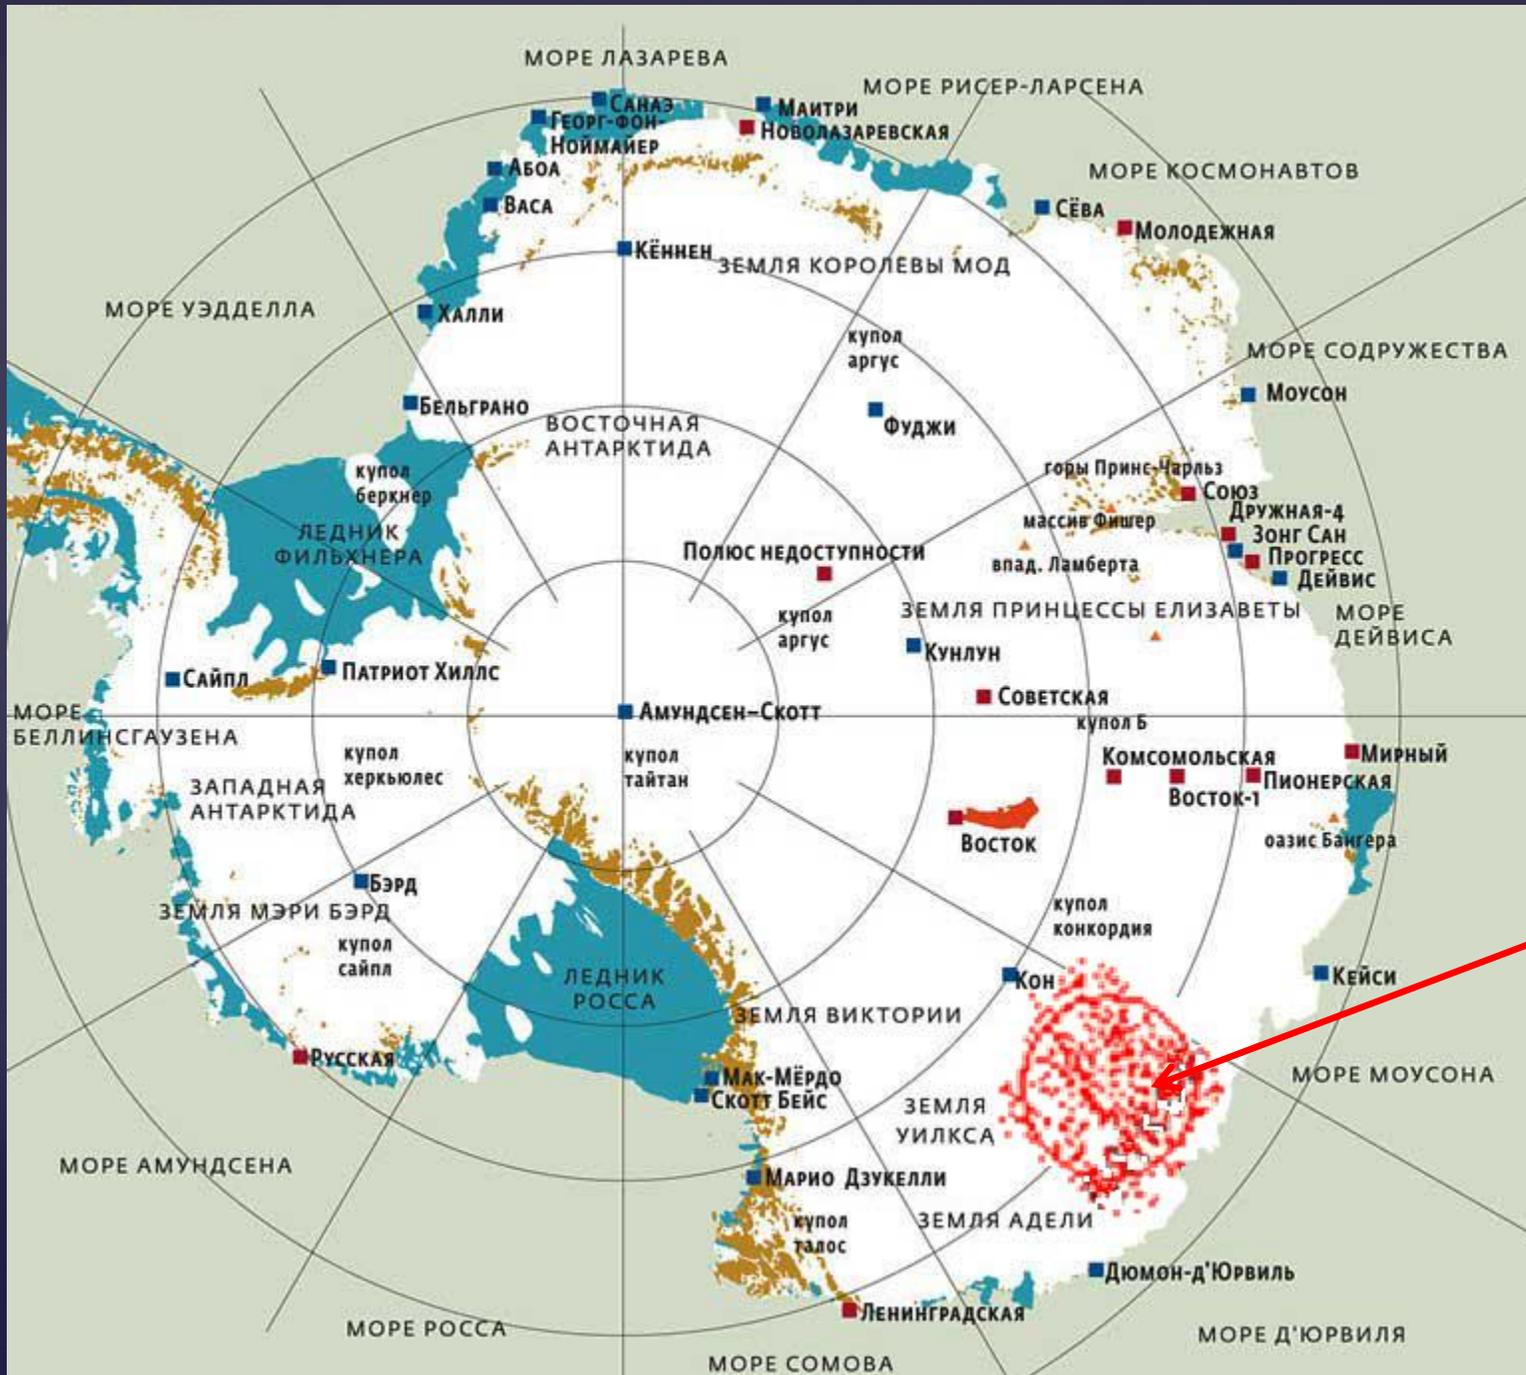 МОРЕ ЛАЗАРЕВА
МОРЕ РИСЕР-ЛАРСЕНА
САНАЭ
МАИТРИ
ГЕОРГ-ФОН-
НОЙМАЙЕР
НОВОЛАЗАРЕВСКАЯ
АБОА
МОРЕ КОСМОНАВТОВ
ВАСА
СЁВА
МОЛОДЕЖНАЯ
КЁННЕН
ЗЕМЛЯ КОРОЛЕВЫ МОД
МОРЕ УЭДДЕЛЛА
ХАЛЛИ
купол
аргус
МОРЕ СОДРУЖЕСТВА
МОУСОН
БЕЛЬГРАНО
ВОСТОЧНАЯ
АНТАРКТИДА
ФУДЖИ
купол
беркнер
горы Принс-Чарльз
СОЮЗ
ДРУЖНАЯ-4
массив Фишер
ЗОНГ САН
ЛЕДНИК
ФИЛЬХНЕРА
ПОЛЮС НЕДОСТУПНОСТИ
ПРОГРЕСС
впад. Ламберта
ДЕЙВИС
купол
аргус
ЗЕМЛЯ ПРИНЦЕССЫ ЕЛИЗАВЕТЫ
МОРЕ
ДЕЙВИСА
КУНЛУН
САЙПЛ
ПАТРИОТ ХИЛЛС
СОВЕТСКАЯ
МОРЕ
БЕЛЛИНСГАУЗЕНА
АМУНДСЕН–СКОТТ
купол Б
купол
херкьюлес
купол
тайтан
КОМСОМОЛЬСКАЯ
МИРНЫЙ
ПИОНЕРСКАЯ
ВОСТОК-1
ЗАПАДНАЯ
АНТАРКТИДА
ВОСТОК
оазис Бангера
БЭРД
ЗЕМЛЯ МЭРИ БЭРД
купол
сайпл
купол
конкордия
ЛЕДНИК
РОССА
КОН
КЕЙСИ
ЗЕМЛЯ ВИКТОРИИ
РУССКАЯ
МАК-МЁРДО
СКОТТ БЕЙС
МОРЕ МОУСОНА
ЗЕМЛЯ
УИЛКСА
МОРЕ АМУНДСЕНА
МАРИО ДЗУКЕЛЛИ
купол
талос
ЗЕМЛЯ АДЕЛИ
ДЮМОН-Д'ЮРВИЛЬ
ЛЕНИНГРАДСКАЯ
МОРЕ РОССА
МОРЕ Д'ЮРВИЛЯ
МОРЕ СОМОВА